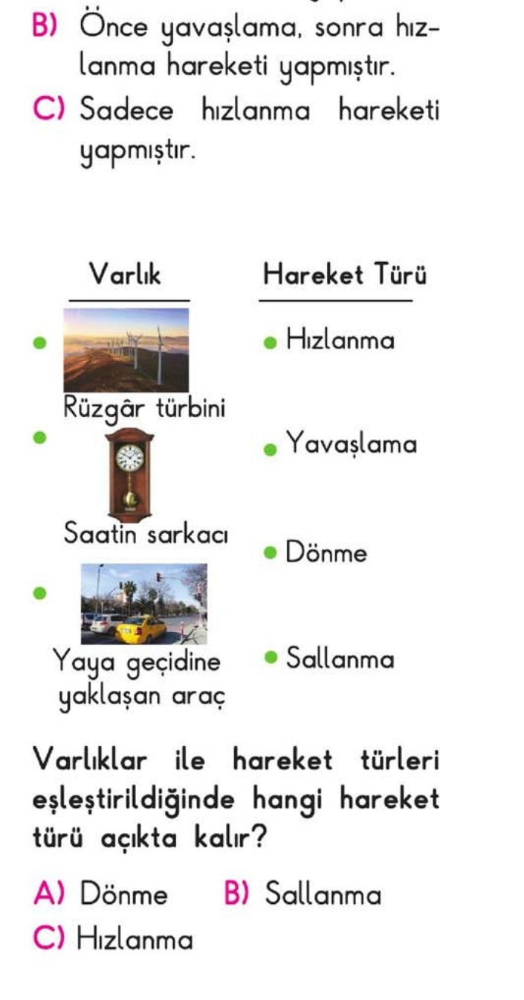 B) Önce yavaşlama, sonra hız-
lanma hareketi yapmıştır.
C) Sadece hızlanma hareketi
yapmıştır.
Varlık Hareket Türü
Hızlanma
Rüzgâr türbini
Yavaşlama
Saatin sarkacı
Dönme
Yaya geçidine
yaklaşan araç
Sallanma
Varlıklar ile hareket türleri
eşleştirildiğinde hangi hareket
türü açıkta kalır?
A) Dönme B) Sallanma
C) Hızlanma